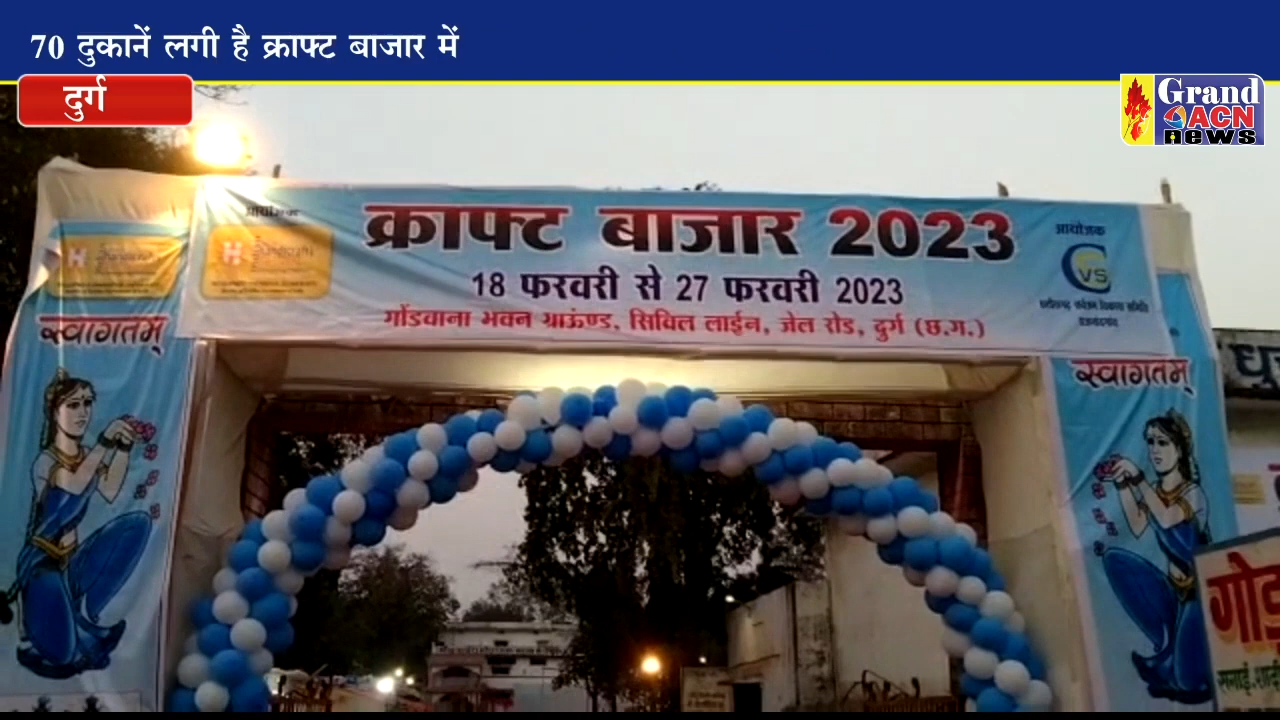 70 दुकानें लगी है क्राफ्ट बाजार में
दुर्ग
Grand
ACN
news
क्राफ्ट बाजार 2023
18 फरवरी से 27 फरवरी 2023
गोंडवाना भवन ग्राऊण्ड, सिविल लाईन, जेल रोड, दुर्ग (छ.ग.)
आयोजक
CVS
स्वागतम्
स्वागतम्
H
H